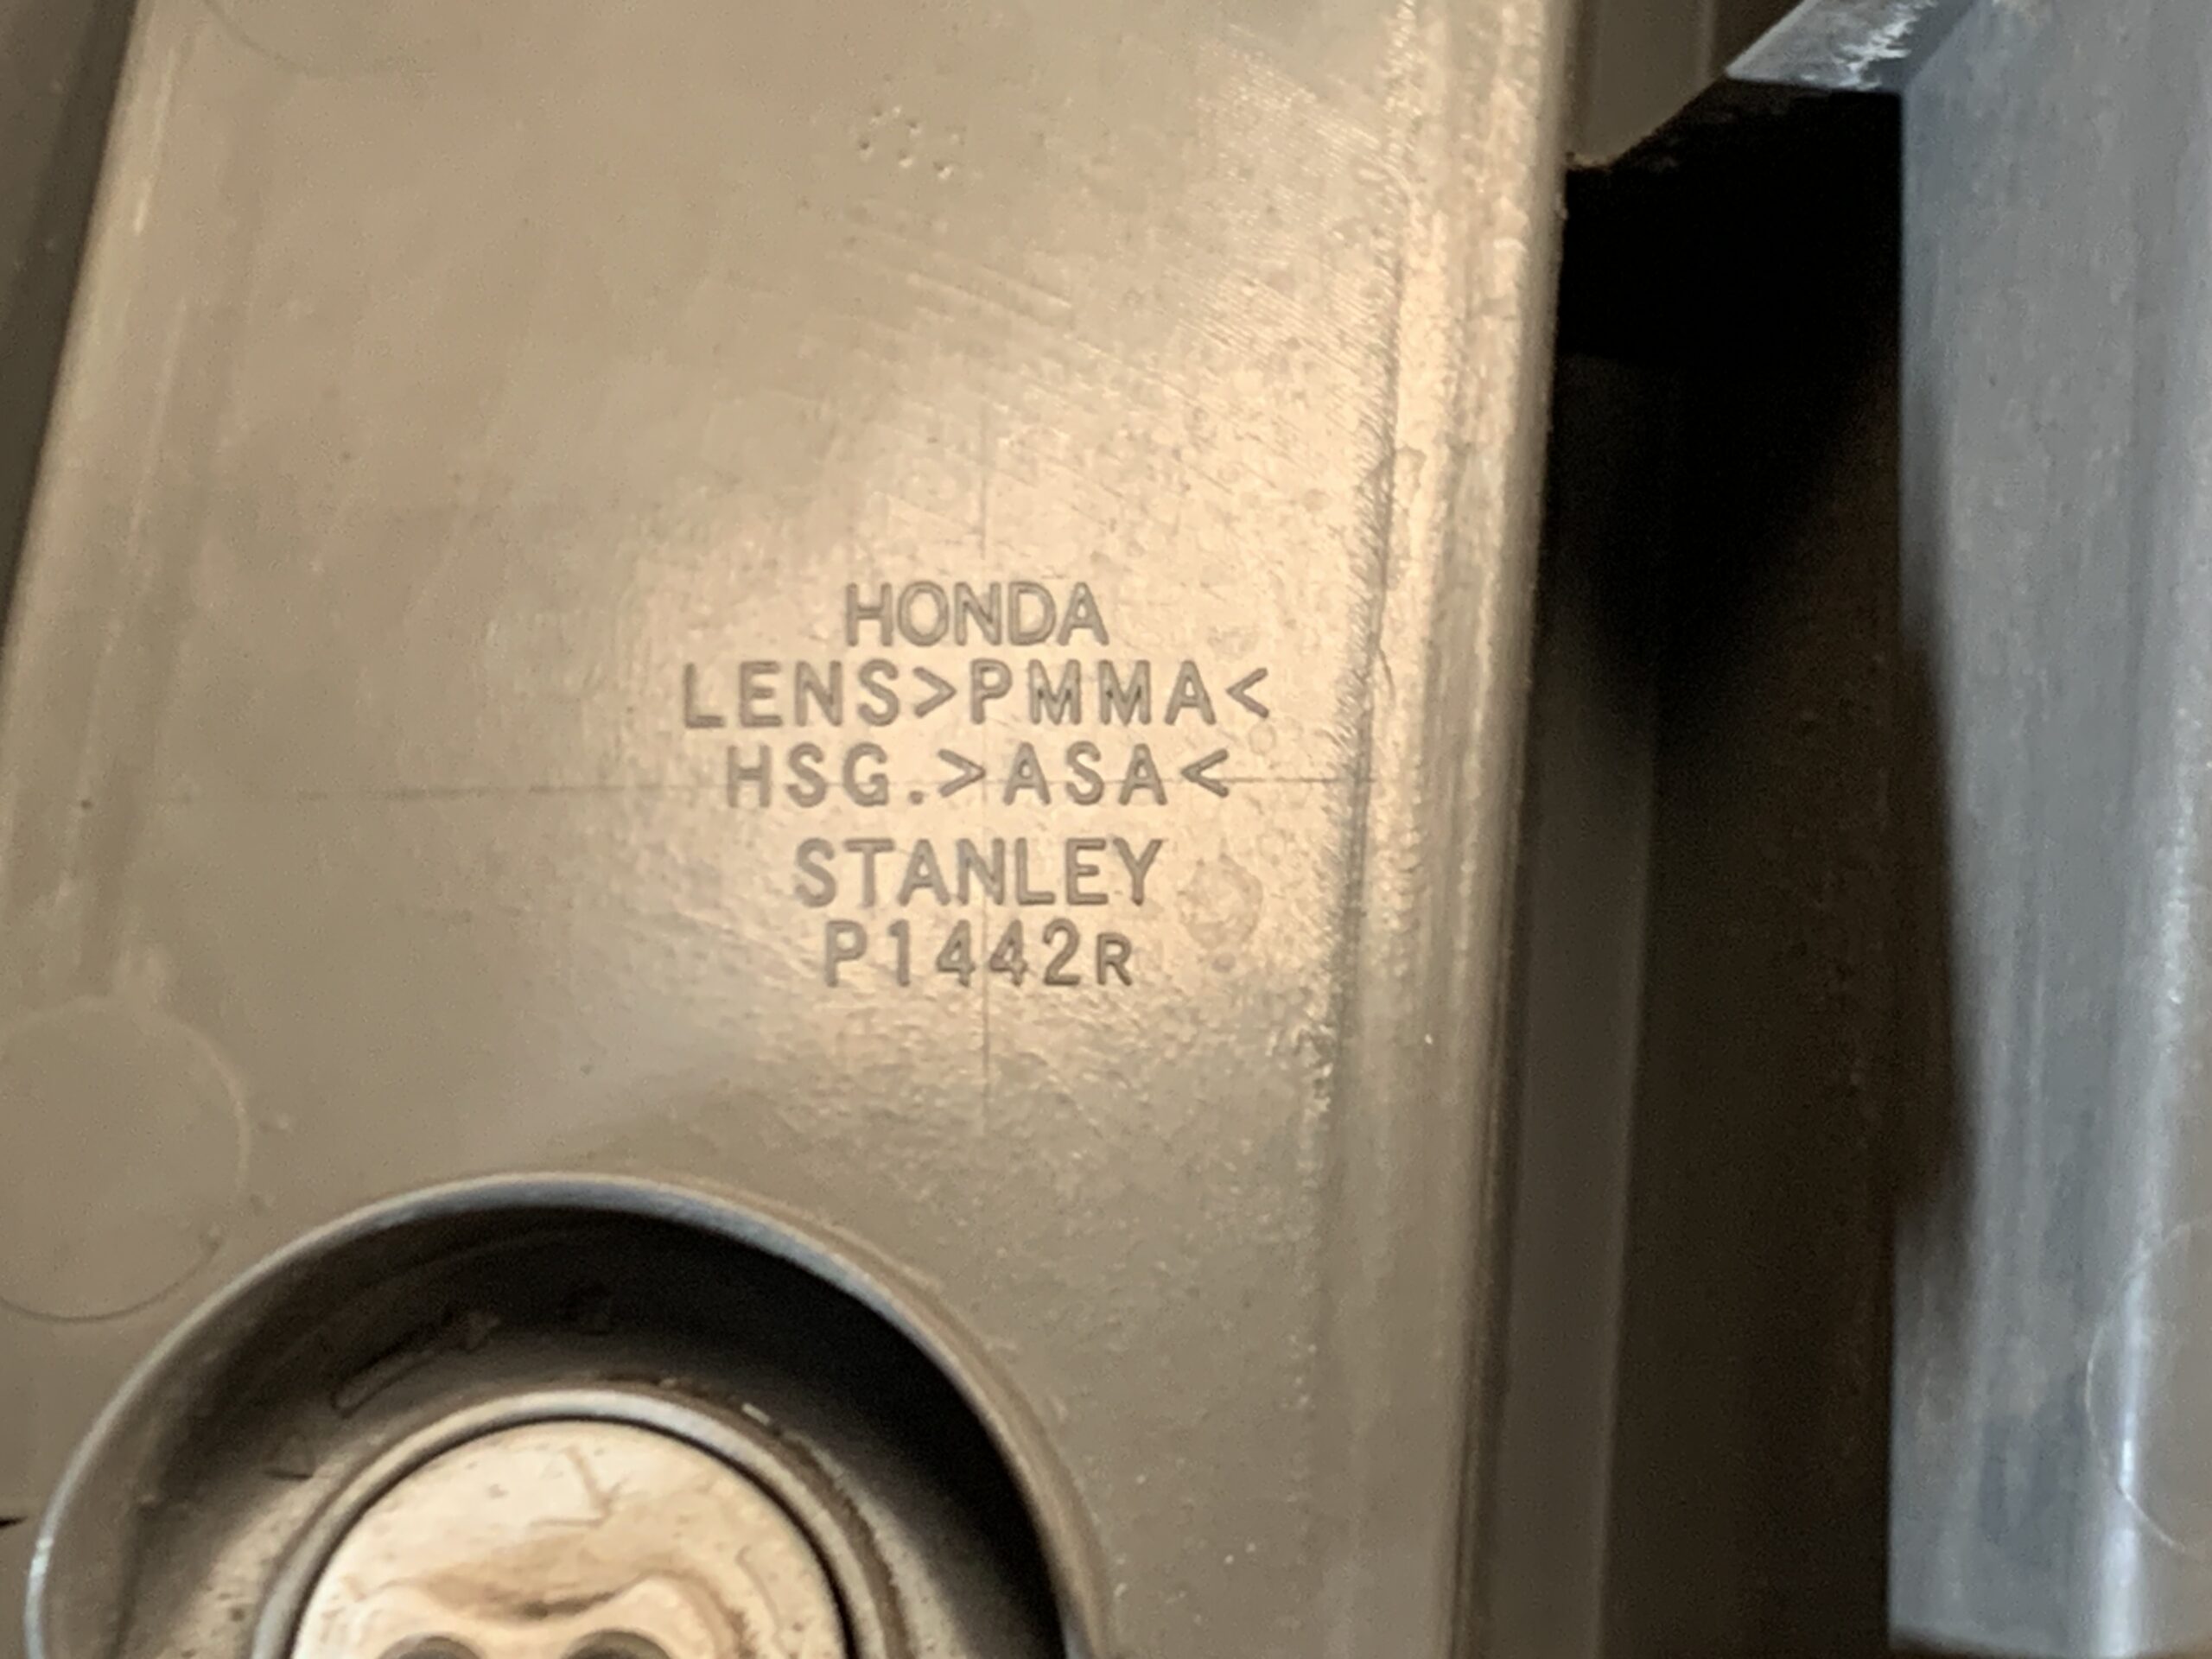 HONDA
LENS>PMMA<
HSG.>ASA<
STANLEY
P1442R